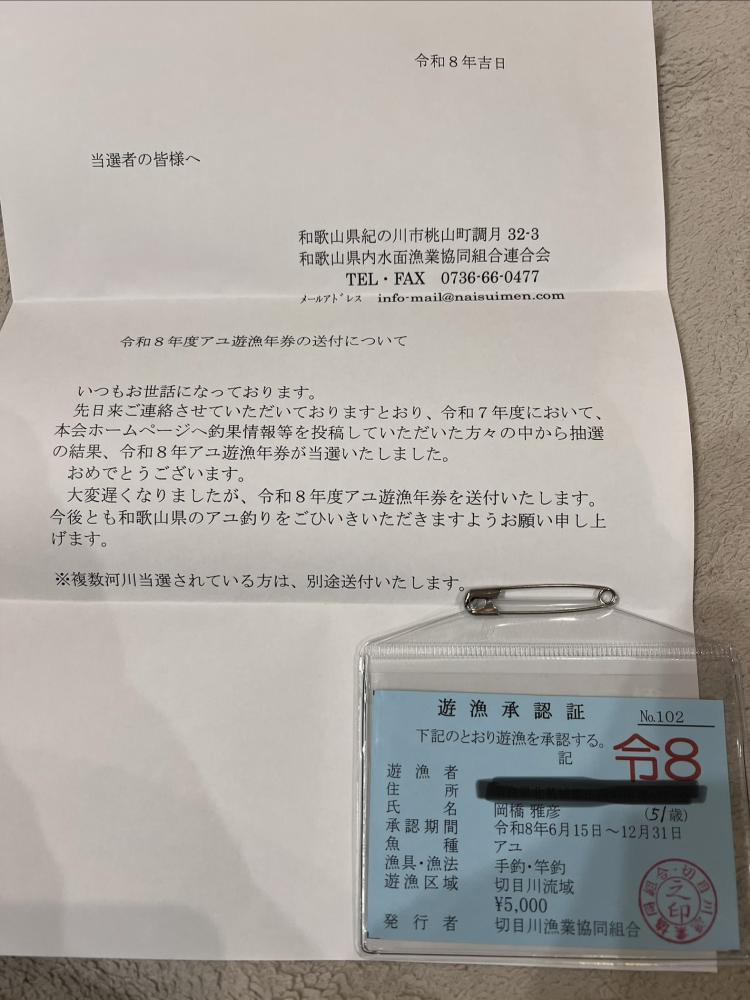 令和８年吉日
当選者の皆様へ
和歌山県紀の川市桃山町調月 32-3
和歌山県内水面漁業協同組合連合会
TEL・FAX　0736-66-0477
ﾒｰﾙｱﾄﾞﾚｽ　info-mail@naisuimen.com
令和８年度アユ遊漁年券の送付について
いつもお世話になっております。
先日来ご連絡させていただいておりますとおり、令和７年度において、
本会ホームページへ釣果情報等を投稿していただいた方々の中から抽選
の結果、令和８年アユ遊漁年券が当選いたしました。
おめでとうございます。
大変遅くなりましたが、令和８年度アユ遊漁年券を送付いたします。
今後とも和歌山県のアユ釣りをごひいきいただきますようお願い申し上
げます。
※複数河川当選されている方は、別途送付いたします。
遊漁承認証　No.102
下記のとおり遊漁を承認する。
記
令8
遊漁者
住所
氏名　岡橋 雅彦　(51歳)
承認期間　令和8年6月15日～12月31日
魚種　アユ
漁具・漁法　手釣・竿釣
遊漁区域　切目川流域
¥5,000
発行者　切目川漁業協同組合
切目川漁業協同組合
之印